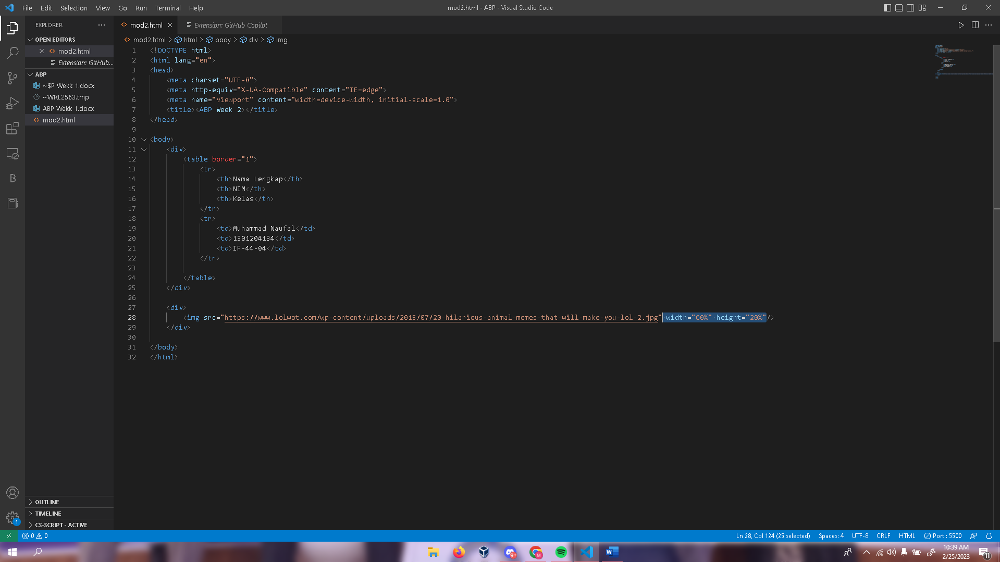 File Edit Selection View Go Run Terminal Help
mod2.html - ABP - Visual Studio Code
EXPLORER
mod2.html
Extension: GitHub Copilot
OPEN EDITORS
mod2.html
Extension: GitHub...
ABP
~$P Wekk 1.docx
~WRL2563.tmp
ABP Wekk 1.docx
mod2.html
mod2.html > html > body > div > img
1 <!DOCTYPE html>
2 <html lang="en">
3 <head>
4 <meta charset="UTF-8">
5 <meta http-equiv="X-UA-Compatible" content="IE=edge">
6 <meta name="viewport" content="width=device-width, initial-scale=1.0">
7 <title><ABP Week 2></title>
8 </head>
9
10 <body>
11 <div>
12 <table border="1">
13 <tr>
14 <th>Nama Lengkap</th>
15 <th>NIM</th>
16 <th>Kelas</th>
17 </tr>
18 <tr>
19 <td>Muhammad Naufal</td>
20 <td>1301204134</td>
21 <td>IF-44-04</td>
22 </tr>
23
24 </table>
25 </div>
26
27 <div>
28 <img src="https://www.lolwot.com/wp-content/uploads/2015/07/20-hilarious-animal-memes-that-will-make-you-lol-2.jpg" width="60%" height="20%"/>
29 </div>
30
31 </body>
32 </html>
OUTLINE
TIMELINE
CS-SCRIPT - ACTIVE
1
0 0
Ln 28, Col 124 (25 selected) Spaces: 4 UTF-8 CRLF HTML Port : 5500
9+
M
10:39 AM
2/25/2023
11